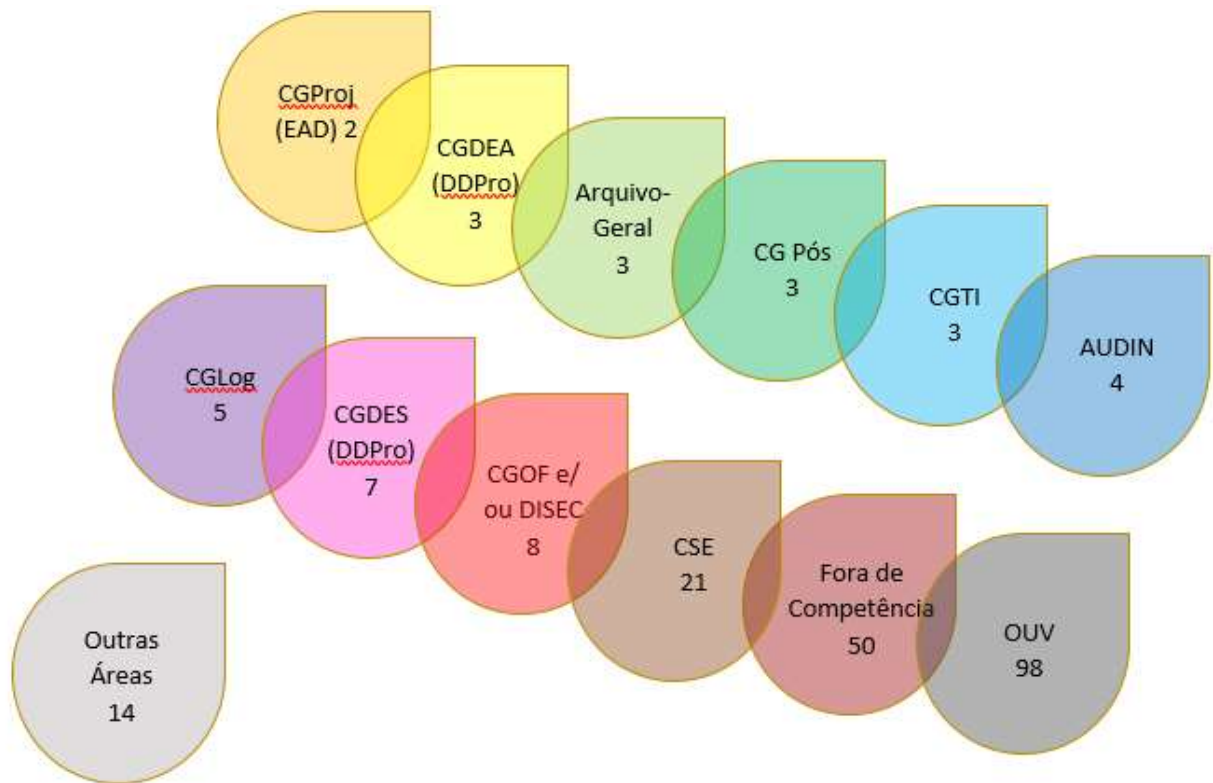 CGProj
(EAD) 2
CGDEA
(DDPro)
3
Arquivo-
Geral
3
CG Pós
3
CGTI
3
AUDIN
4
CGLog
5
CGDES
(DDPro)
7
CGOF e/
ou DISEC
8
CSE
21
Fora de
Competência
50
OUV
98
Outras
Áreas
14